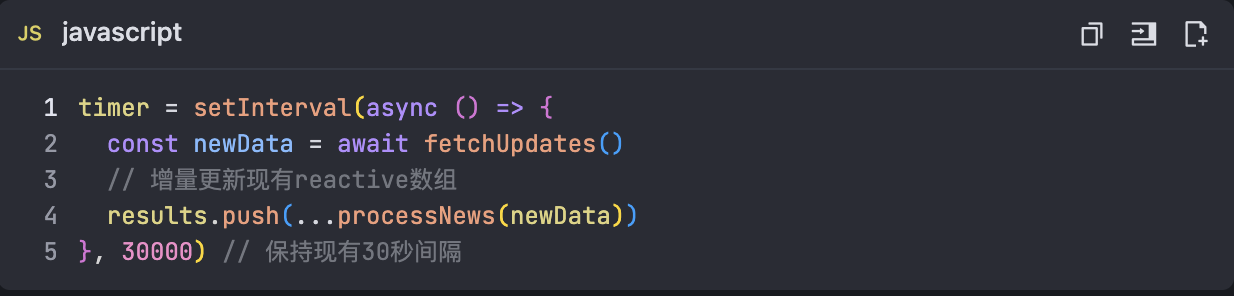 JS javascript
1 timer = setInterval(async () => {
2   const newData = await fetchUpdates()
3   // 增量更新现有reactive数组
4   results.push(...processNews(newData))
5 }, 30000) // 保持现有30秒间隔